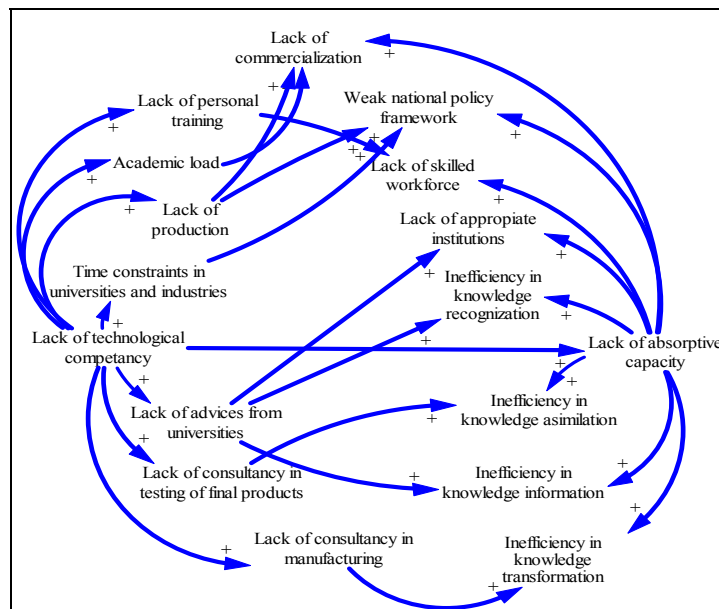 Lack of
commercialization
+
+
Lack of personal
training
+
Weak national policy
framework
+
+
+
Academic load
+
Lack of skilled
workforce
+
Lack of
production
+
Lack of appropiate
institutions
+
+
Time constraints in
universities and industries
Inefficiency in
knowledge
recognization
+
+
+
Lack of technological
competancy
Lack of absorptive
capacity
+
+
+
Lack of advices from
universities
Inefficiency in
knowledge asimilation
+
+
Lack of consultancy in
testing of final products
Inefficiency in
knowledge information
+
+
Lack of consultancy in
manufacturing
+
Inefficiency in
knowledge
transformation
+
+